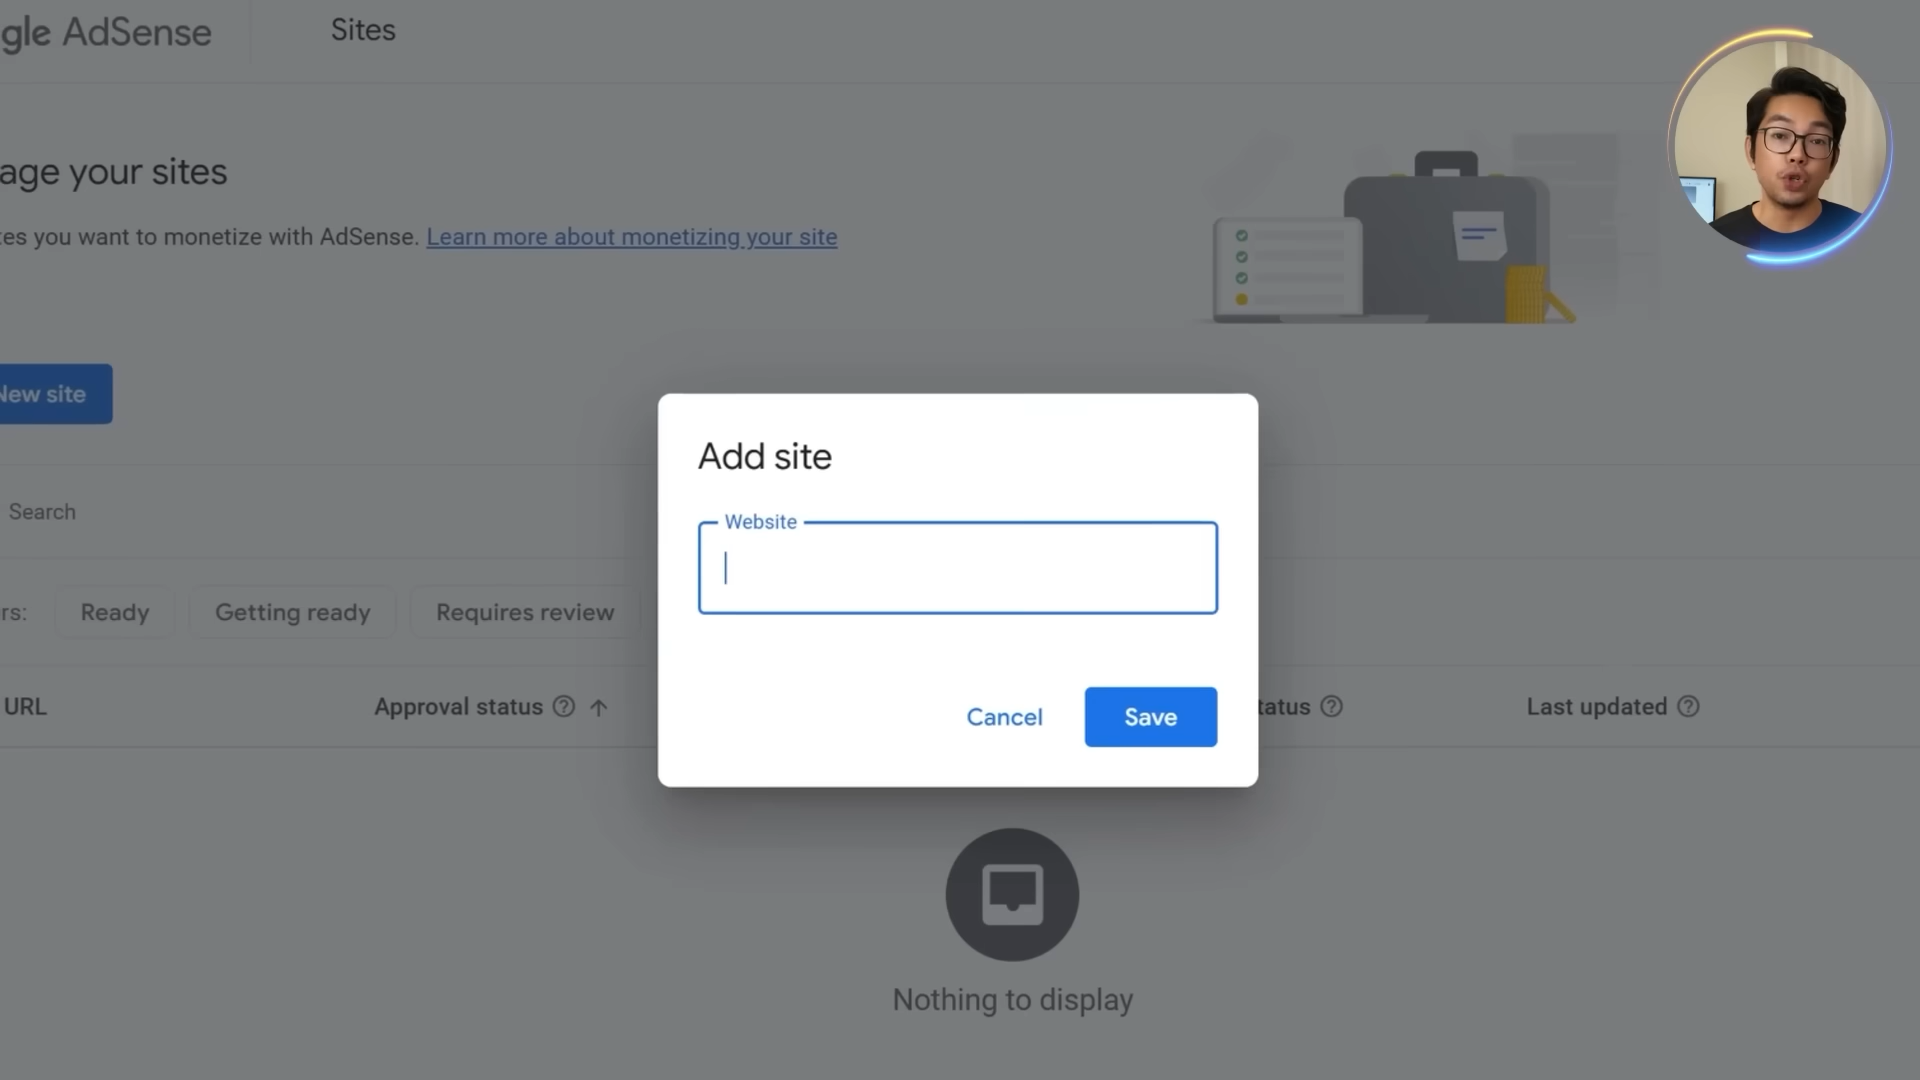 gle AdSense
Sites
age your sites
tes you want to monetize with AdSense. Learn more about monetizing your site
New site
Add site
Website
Search
rs:
Ready
Getting ready
Requires review
Cancel
Save
URL
Approval status
tatus
Last updated
Nothing to display